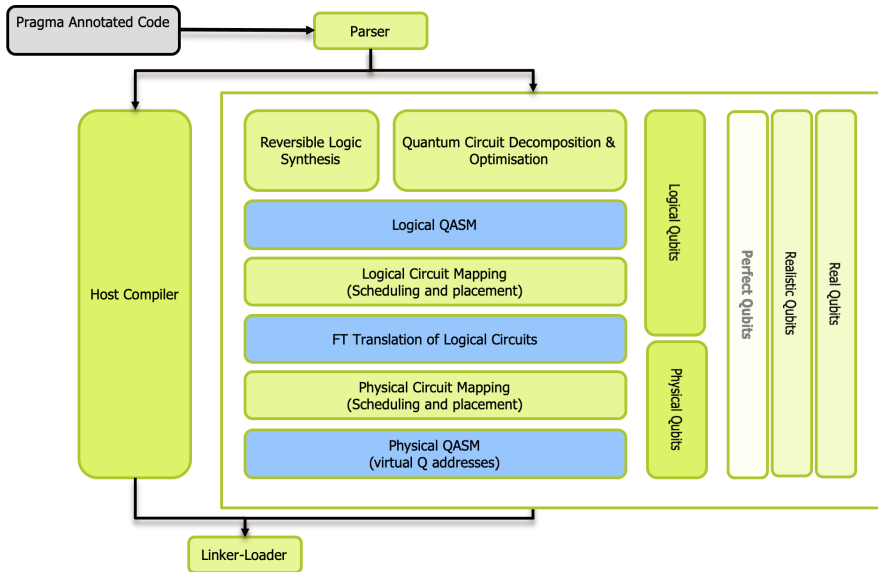 Pragma Annotated Code
Parser
Host Compiler
Reversible Logic
Synthesis
Quantum Circuit Decomposition &
Optimisation
Logical QASM
Logical Circuit Mapping
(Scheduling and placement)
FT Translation of Logical Circuits
Physical Circuit Mapping
(Scheduling and placement)
Physical QASM
(virtual Q addresses)
Logical Qubits
Physical Qubits
Perfect Qubits
Realistic Qubits
Real Qubits
Linker-Loader